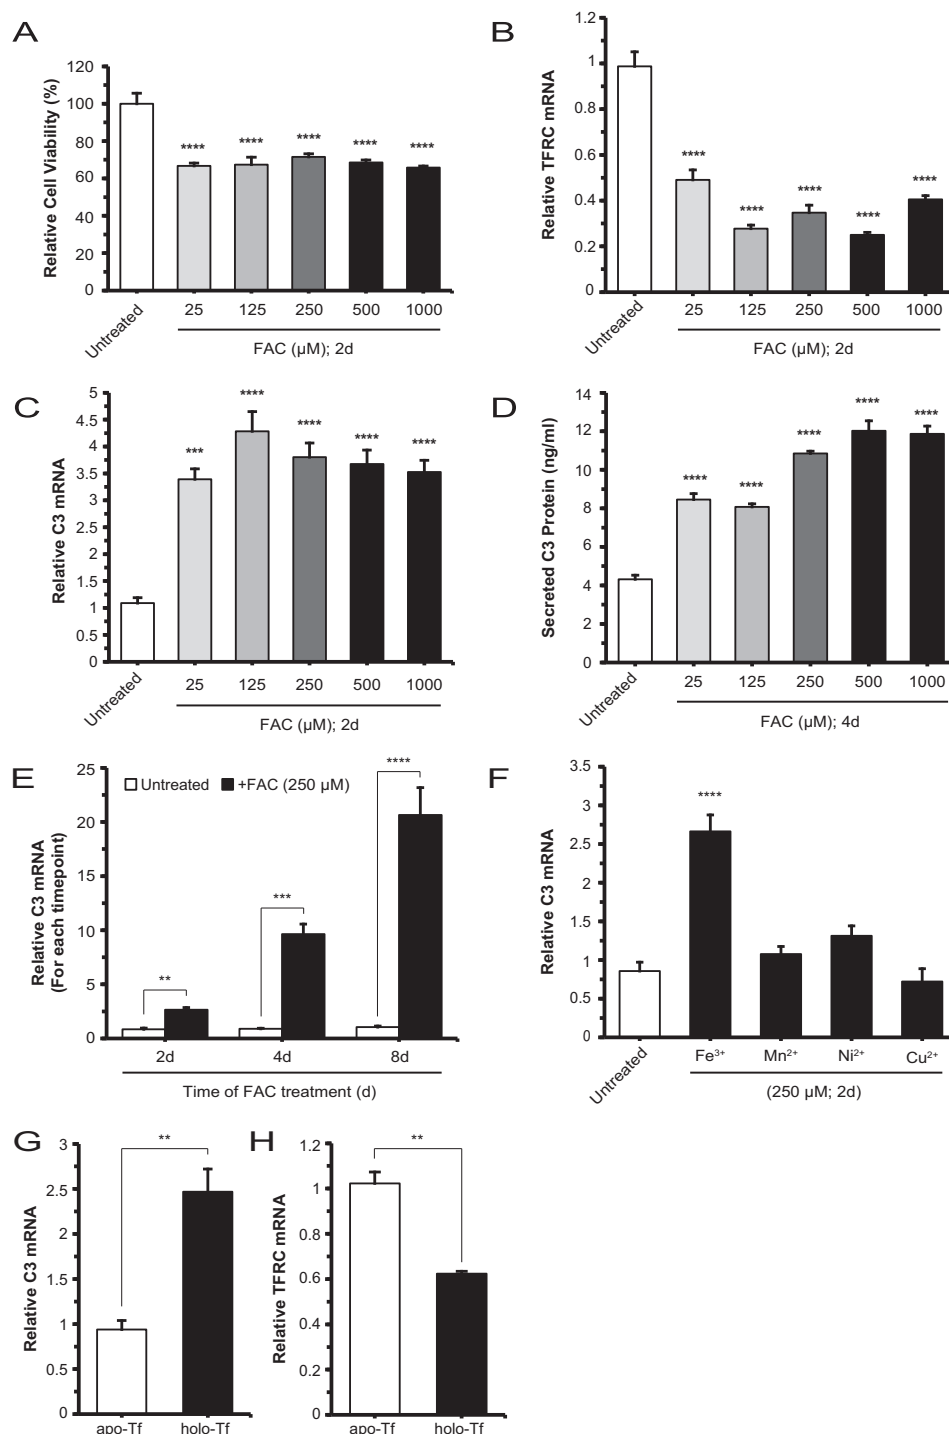 A
Relative Cell Viability (%)
120
100
80
60
40
20
0
****
****
****
****
****
Untreated
25 125 250 500 1000
FAC (µM); 2d
B
Relative TFRC mRNA
1.2
1
0.8
0.6
0.4
0.2
0
****
****
****
****
****
Untreated
25 125 250 500 1000
FAC (µM); 2d
C
Relative C3 mRNA
5
4.5
4
3.5
3
2.5
2
1.5
1
0.5
0
***
****
****
****
****
Untreated
25 125 250 500 1000
FAC (µM); 2d
D
Secreted C3 Protein (ng/ml)
14
12
10
8
6
4
2
0
****
****
****
****
****
Untreated
25 125 250 500 1000
FAC (µM); 4d
E
Relative C3 mRNA
(For each timepoint)
25
20
15
10
5
0
Untreated +FAC (250 µM)
**
***
****
2d 4d 8d
Time of FAC treatment (d)
F
Relative C3 mRNA
3.5
3
2.5
2
1.5
1
0.5
0
****
Untreated
Fe³⁺ Mn²⁺ Ni²⁺ Cu²⁺
(250 µM; 2d)
G
Relative C3 mRNA
3
2.5
2
1.5
1
0.5
0
**
apo-Tf holo-Tf
H
Relative TFRC mRNA
1.2
1
0.8
0.6
0.4
0.2
0
**
apo-Tf holo-Tf